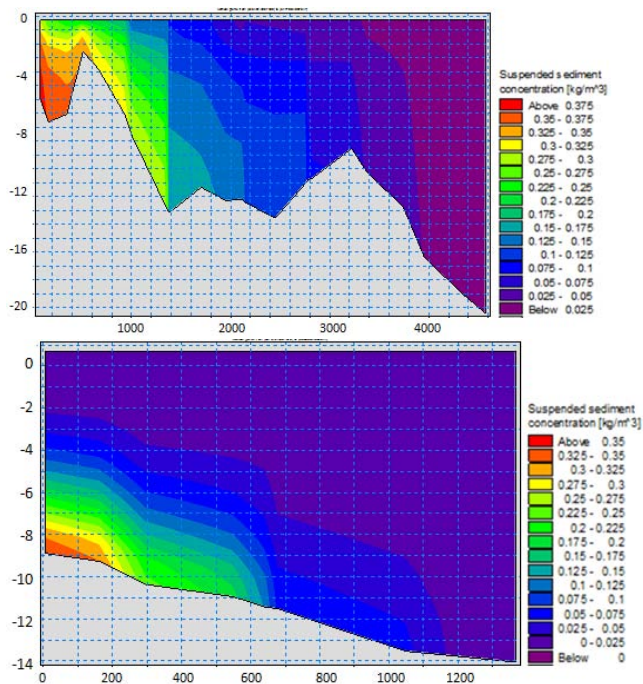 -4
-8
-12
-16
-20
1000 2000 3000 4000
Suspended sediment
concentration [kg/m^3]
Above 0.375
0.35 - 0.375
0.325 - 0.35
0.3 - 0.325
0.275 - 0.3
0.25 - 0.275
0.225 - 0.25
0.2 - 0.225
0.175 - 0.2
0.15 - 0.175
0.125 - 0.15
0.1 - 0.125
0.075 - 0.1
0.05 - 0.075
0.025 - 0.05
Below 0.025
0
-2
-4
-6
-8
-10
-12
-14
0 200 400 600 800 1000 1200
Suspended sediment
concentration [kg/m^3]
Above 0.35
0.325 - 0.35
0.3 - 0.325
0.275 - 0.3
0.25 - 0.275
0.225 - 0.25
0.2 - 0.225
0.175 - 0.2
0.15 - 0.175
0.125 - 0.15
0.1 - 0.125
0.075 - 0.1
0.05 - 0.075
0.025 - 0.05
0 - 0.025
Below 0